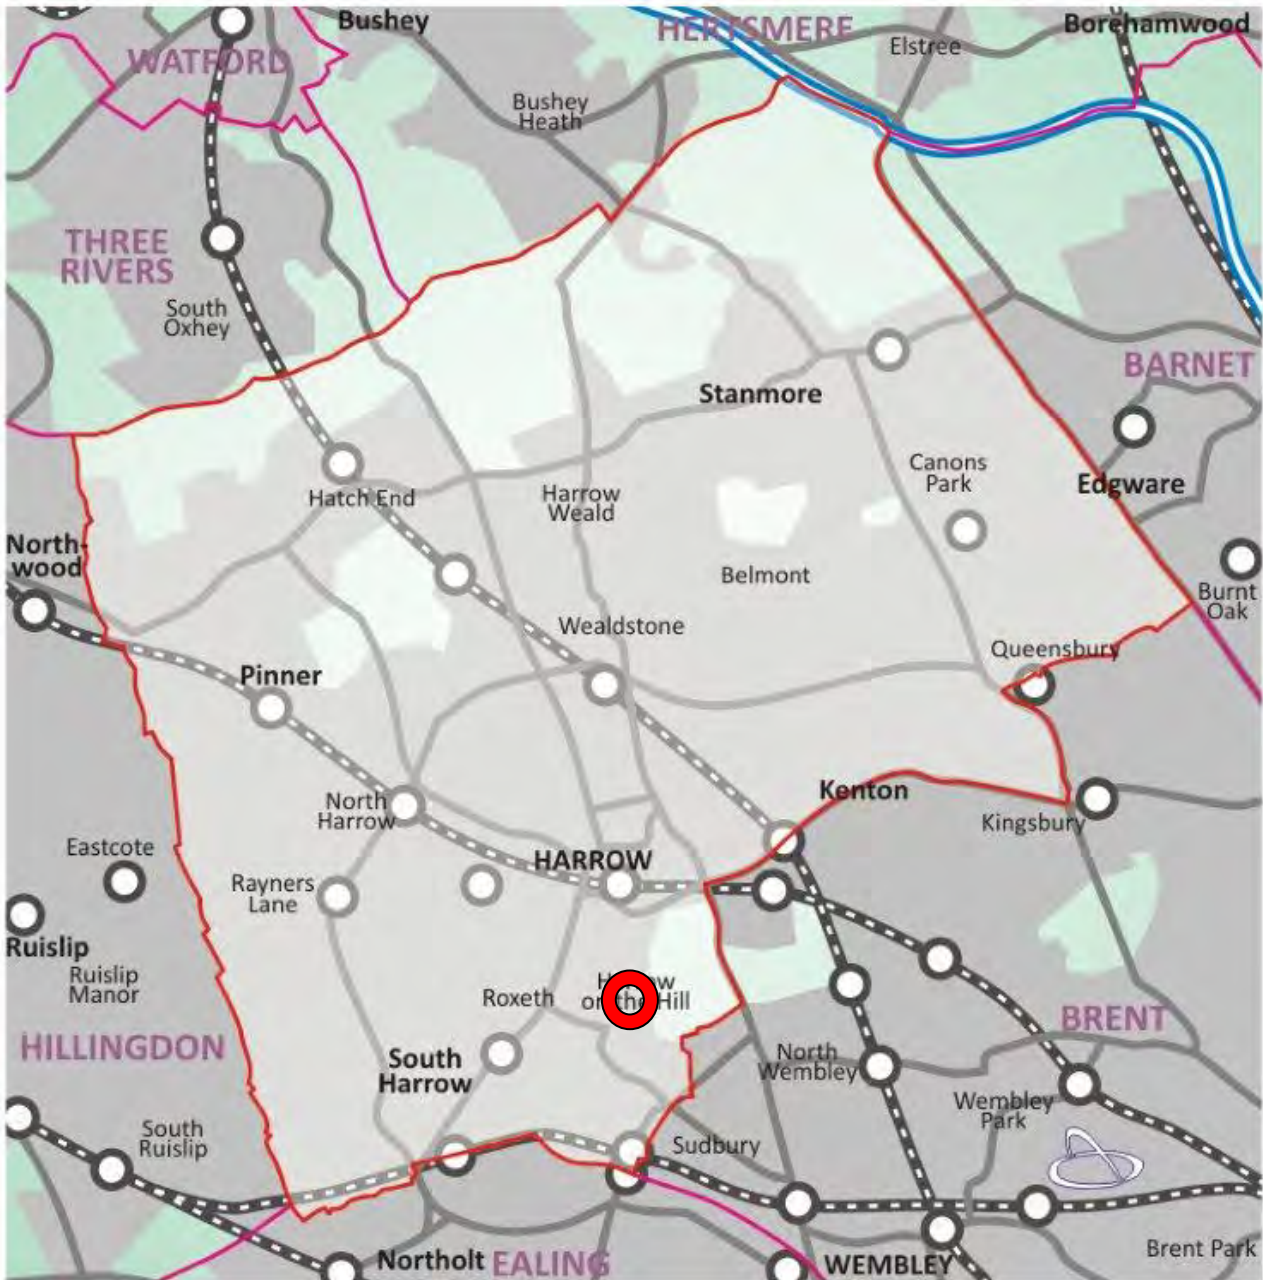 Bushey
HERTSMERE
Borehamwood
WATFORD
Elstree
Bushey
Heath
THREE
RIVERS
South
Oxhey
BARNET
Stanmore
Canons
Park
Edgware
Hatch End
Harrow
Weald
North-
wood
Belmont
Burnt
Oak
Wealdstone
Queensbury
Pinner
Kenton
North
Harrow
Kingsbury
Eastcote
HARROW
Rayners
Lane
Ruislip
Ruislip
Manor
Roxeth
on the Hill
BRENT
HILLINGDON
South
Harrow
North
Wembley
Wembley
Park
South
Ruislip
Sudbury
Northolt
EALING
WEMBLEY
Brent Park